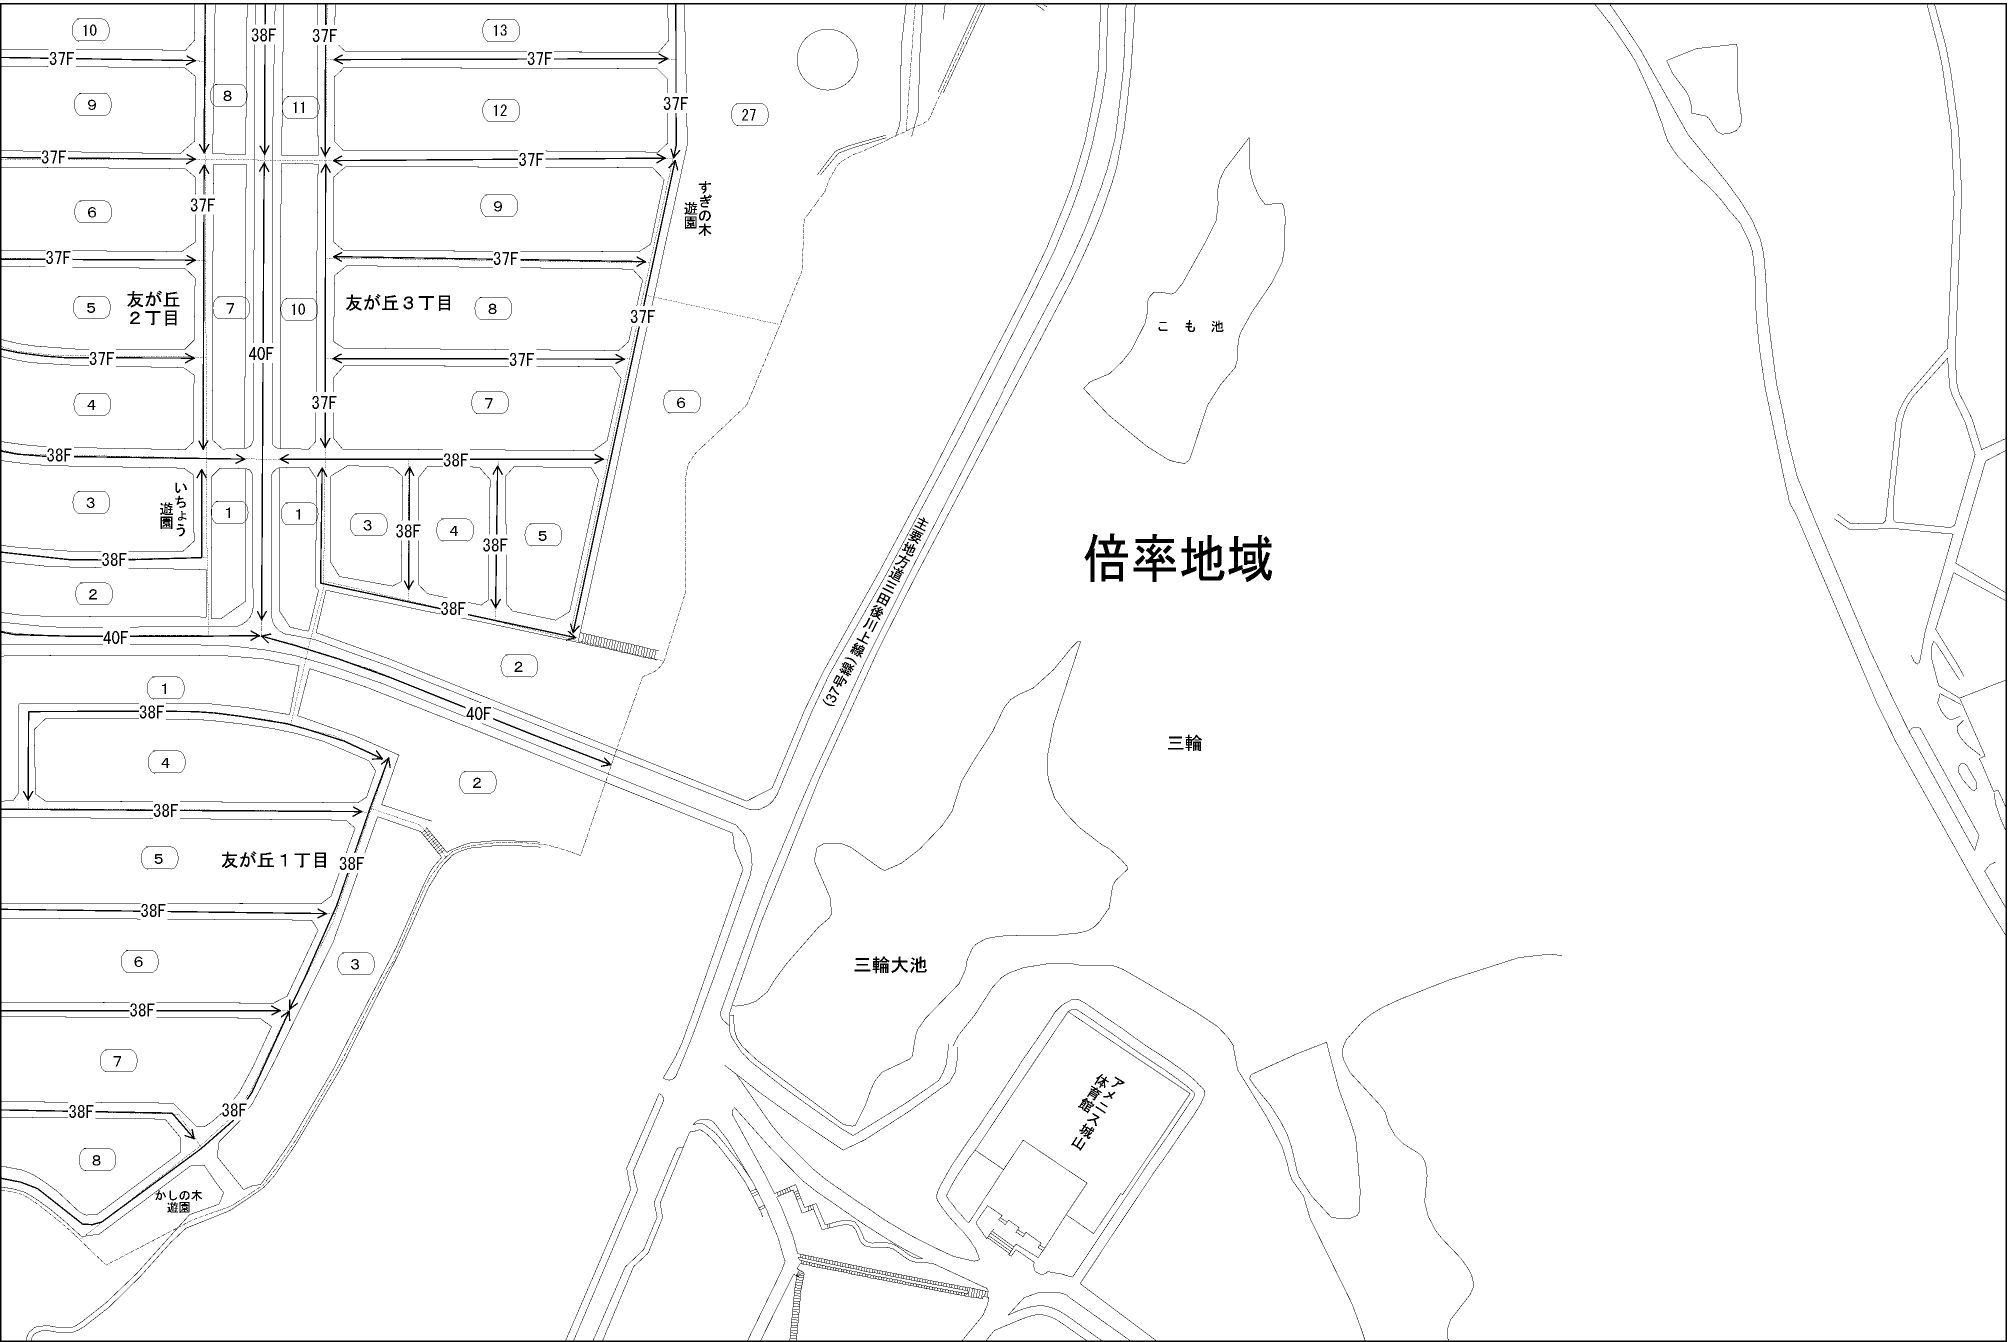 10
38F
37F
13
37F
37F
9
8
11
12
37F
27
37F
37F
6
37F
9
すぎの木
遊園
37F
37F
5
友が丘
2丁目
7
10
友が丘3丁目
8
37F
こも池
37F
40F
37F
4
37F
7
6
38F
38F
3
いちょう
遊園
1
1
3
38F
4
38F
5
主要地方道三田後川上線
(37号線)
倍率地域
38F
2
38F
40F
2
1
38F
40F
三輪
4
2
38F
5
友が丘1丁目
38F
38F
6
3
三輪大池
38F
7
アメニス城山
体育館
38F
38F
8
かしの木
遊園